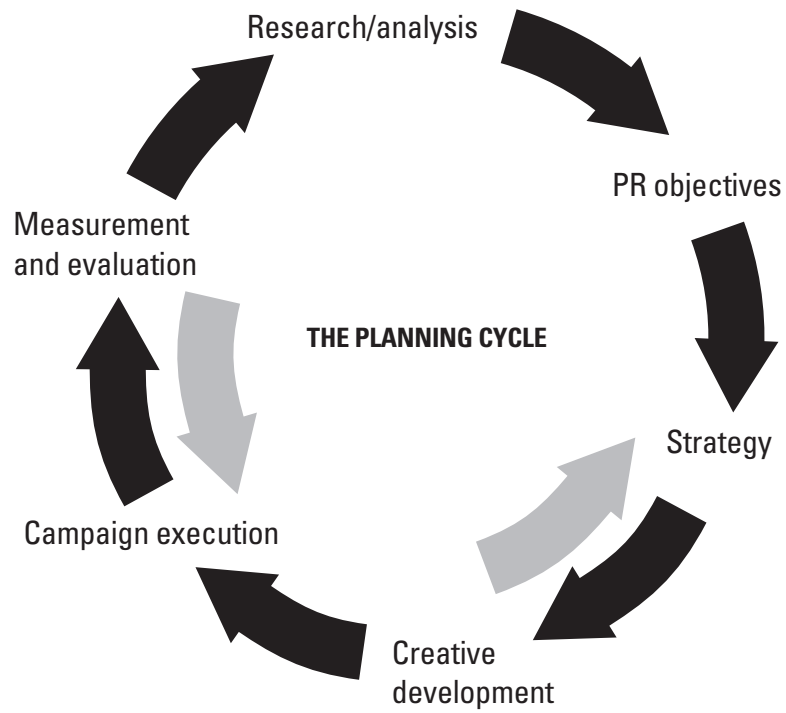 Research/analysis
PR objectives
Measurement
and evaluation
THE PLANNING CYCLE
Strategy
Campaign execution
Creative
development